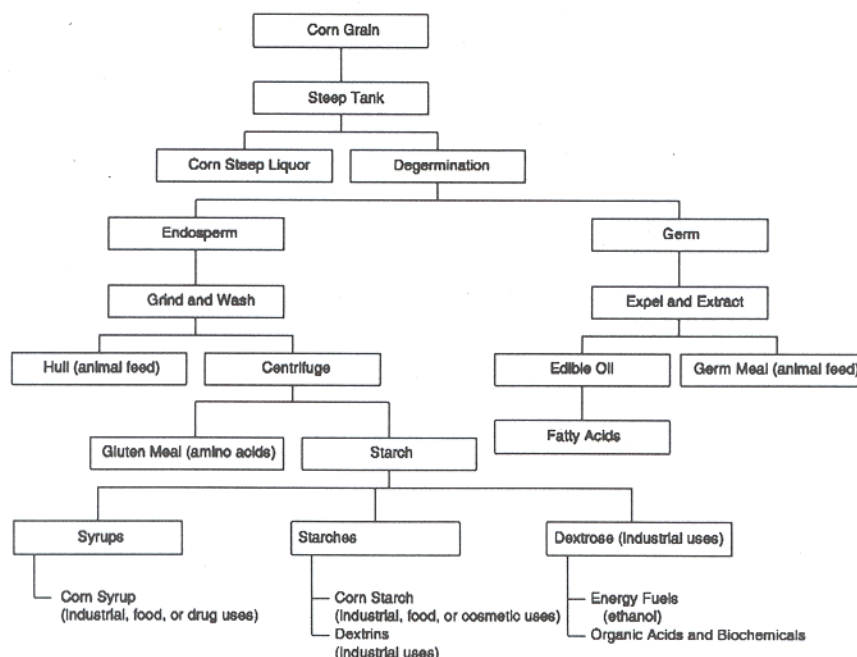 Corn Grain
Steep Tank
Corn Steep Liquor
Degermination
Endosperm
Germ
Grind and Wash
Expel and Extract
Hull (animal feed)
Centrifuge
Edible Oil
Germ Meal (animal feed)
Gluten Meal (amino acids)
Starch
Fatty Acids
Syrups
Starches
Dextrose (industrial uses)
Corn Syrup
(industrial, food, or drug uses)
Corn Starch
(industrial, food, or cosmetic uses)
Dextrins
(industrial uses)
Energy Fuels
(ethanol)
Organic Acids and Biochemicals